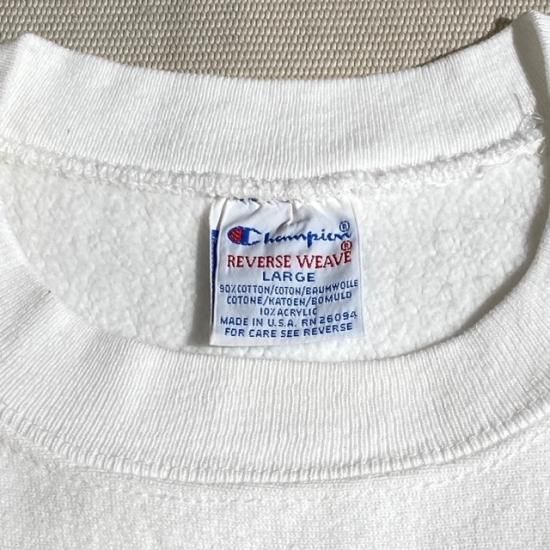 Champion®
REVERSE WEAVE®
LARGE
90% COTTON/COTON/BAUMWOLLE
COTONE/KATOEN/BOMULD
10% ACRYLIC
MADE IN U.S.A. RN 26094
FOR CARE SEE REVERSE